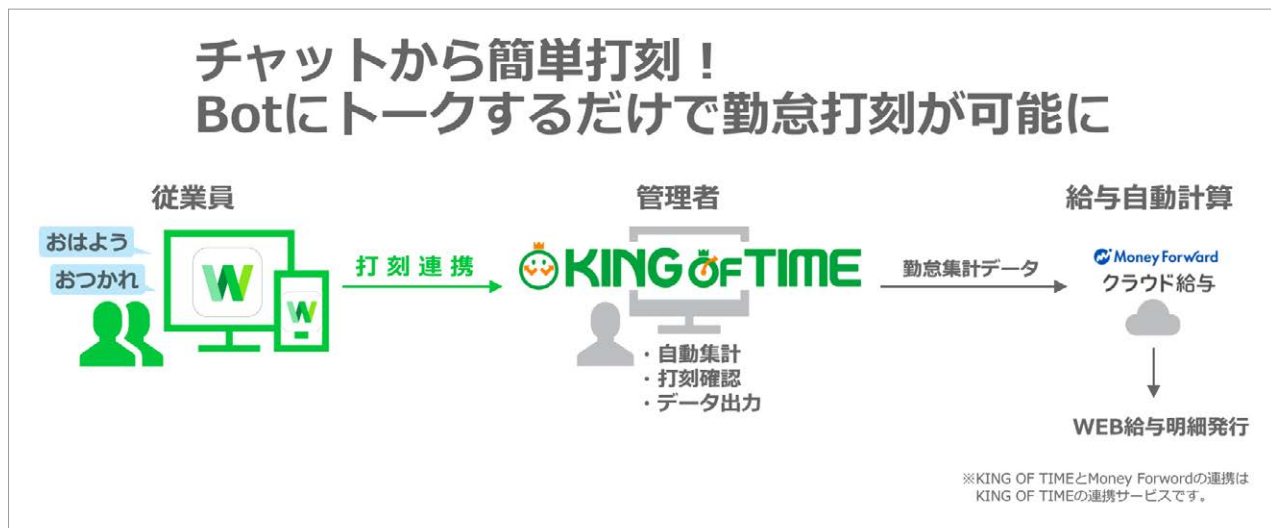 チャットから簡単打刻！
Botにトークするだけで勤怠打刻が可能に
従業員
管理者
給与自動計算
おはよう
おつかれ
W
W
打刻連携
KING OF TIME
勤怠集計データ
Money Forward
クラウド給与
・自動集計
・打刻確認
・データ出力
WEB給与明細発行
※KING OF TIMEとMoney Forwordの連携は
KING OF TIMEの連携サービスです。